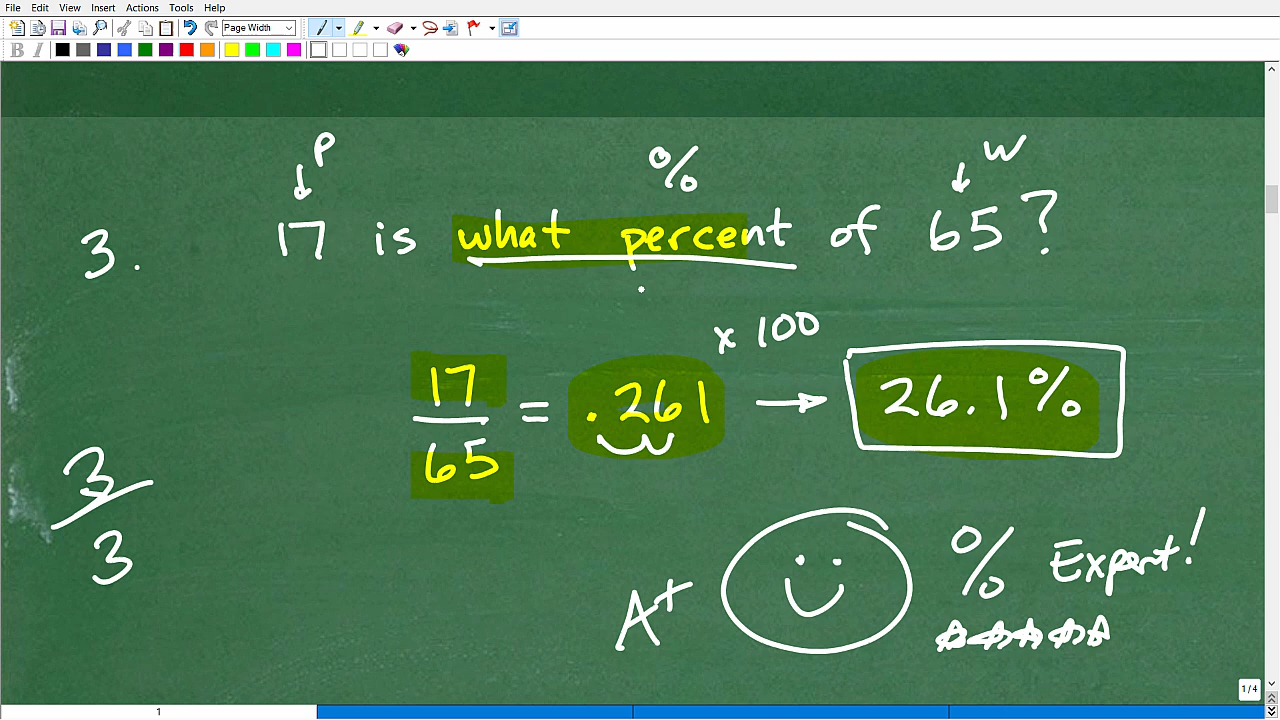 File Edit View Insert Actions Tools Help
Page Width
B I
P % W
3. 17 is what percent of 65?
x 100
17/65 = .261 → 26.1%
3/3
A+ % Expert!
1/4
1